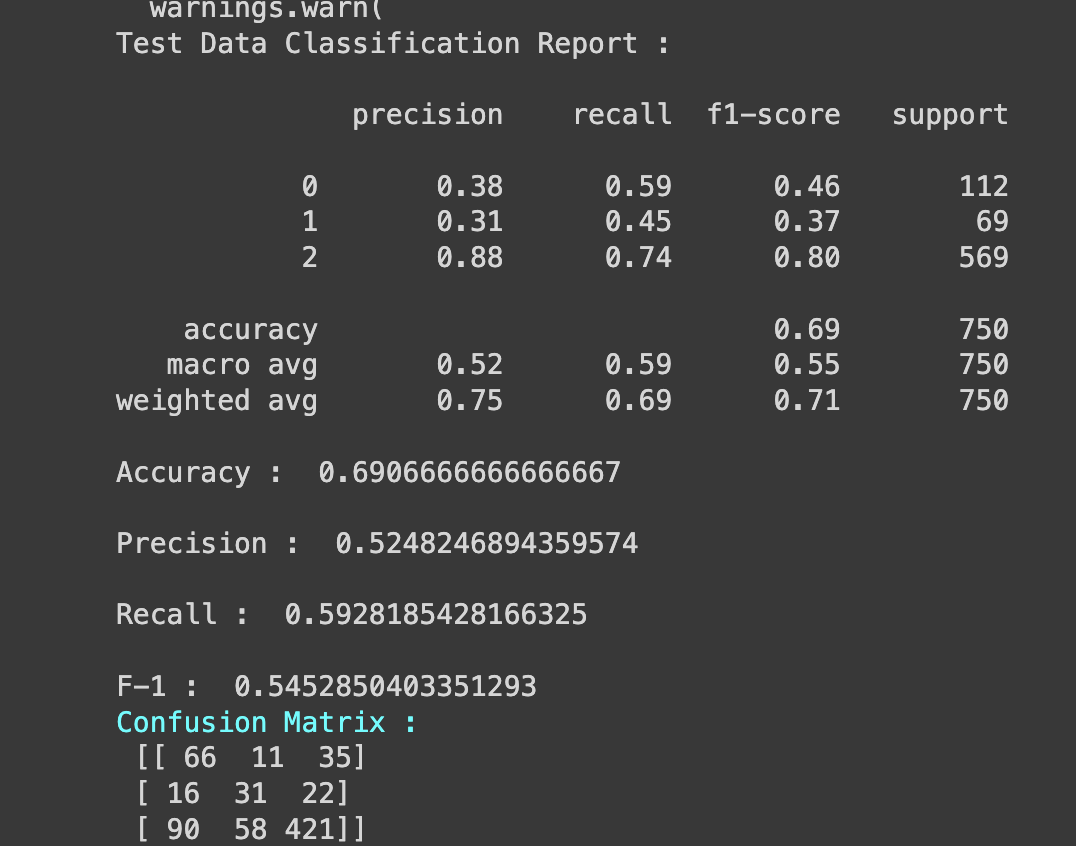 warnings.warn(
Test Data Classification Report :
precision recall f1-score support
0 0.38 0.59 0.46 112
1 0.31 0.45 0.37 69
2 0.88 0.74 0.80 569
accuracy 0.69 750
macro avg 0.52 0.59 0.55 750
weighted avg 0.75 0.69 0.71 750
Accuracy : 0.6906666666666667
Precision : 0.5248246894359574
Recall : 0.5928185428166325
F-1 : 0.5452850403351293
Confusion Matrix :
[[ 66 11 35]
[ 16 31 22]
[ 90 58 421]]